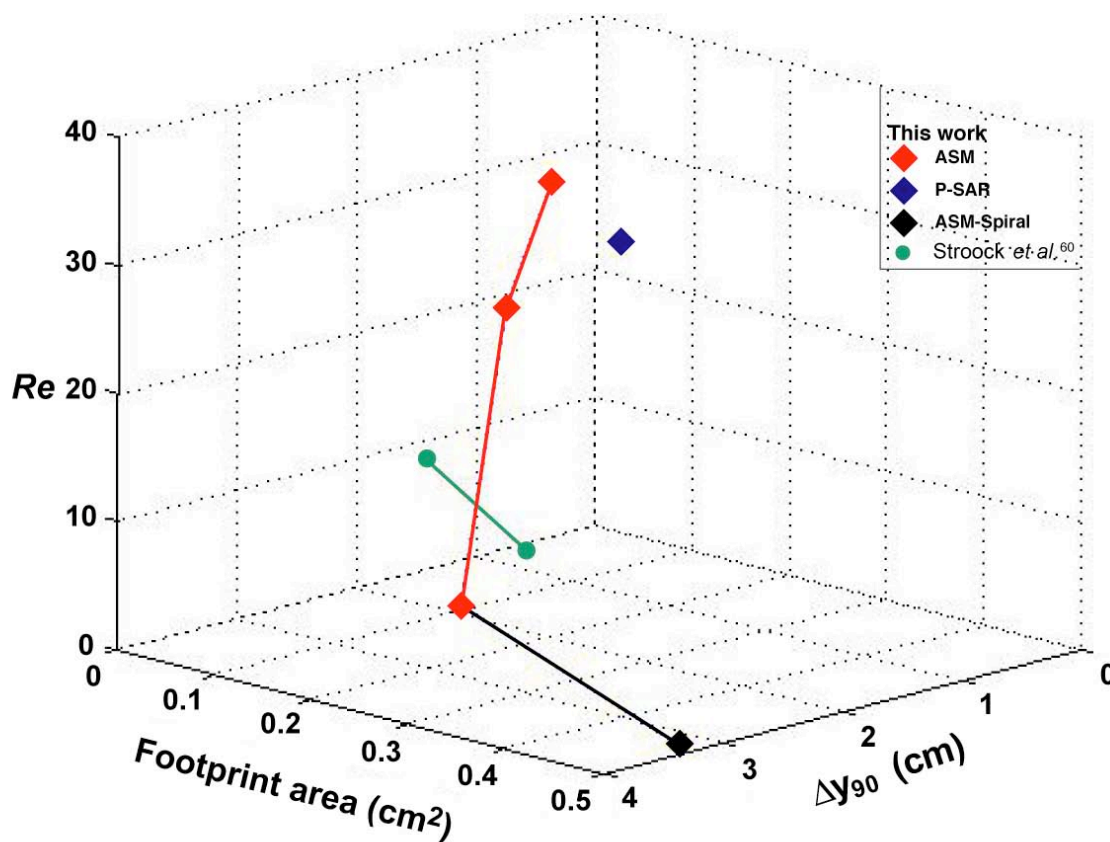 40
30
20
10
0
Re
0
0.1
0.2
0.3
0.4
0.5
Footprint area (cm2)
4
3
2
1
0
Δy90 (cm)
This work
ASM
P-SAR
ASM-Spiral
Stroock et al.60